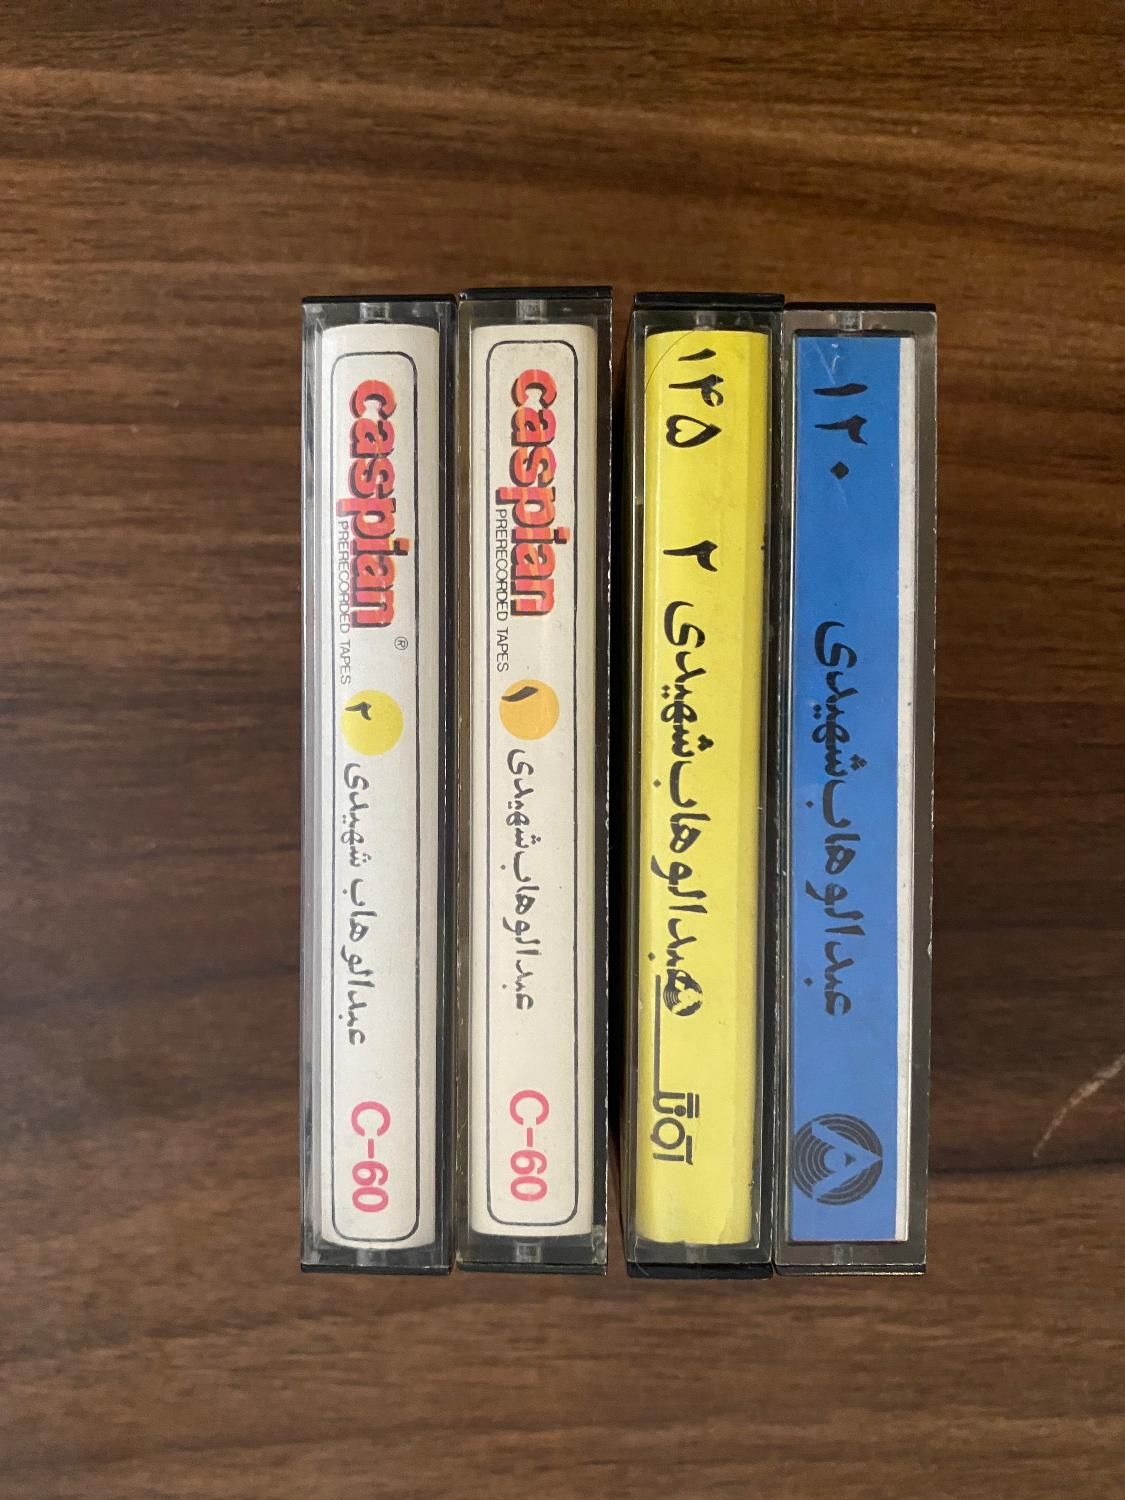 caspian
®
PRERECORDED TAPES
۲
عبدالوهاب شهیدی
C-60
caspian
PRERECORDED TAPES
۱
عبدالوهاب شهیدی
C-60
۱۴۵
۲
عبدالوهاب شهیدی
آونگ
۱۲۰
عبدالوهاب شهیدی